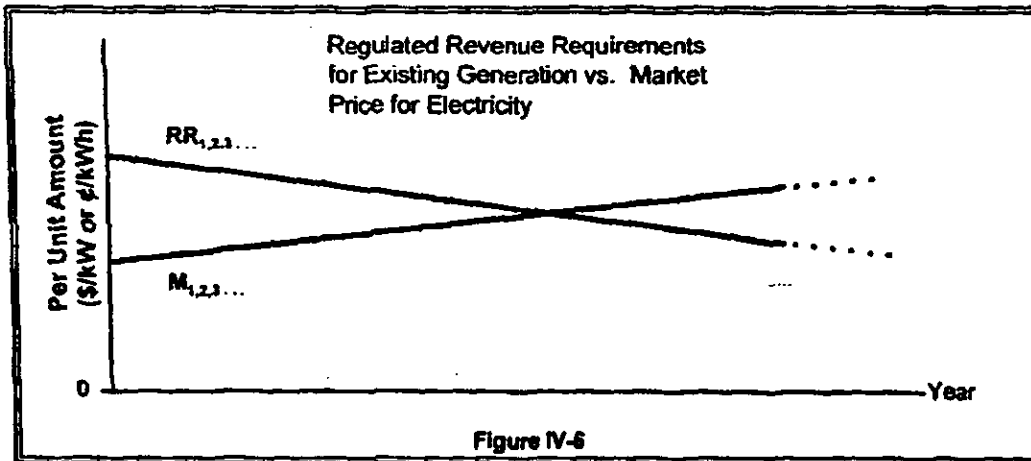 Regulated Revenue Requirements
for Existing Generation vs. Market
Price for Electricity
RR1,2,3...
M1,2,3...
Per Unit Amount
($/kW or ¢/kWh)
0
Year
Figure IV-6